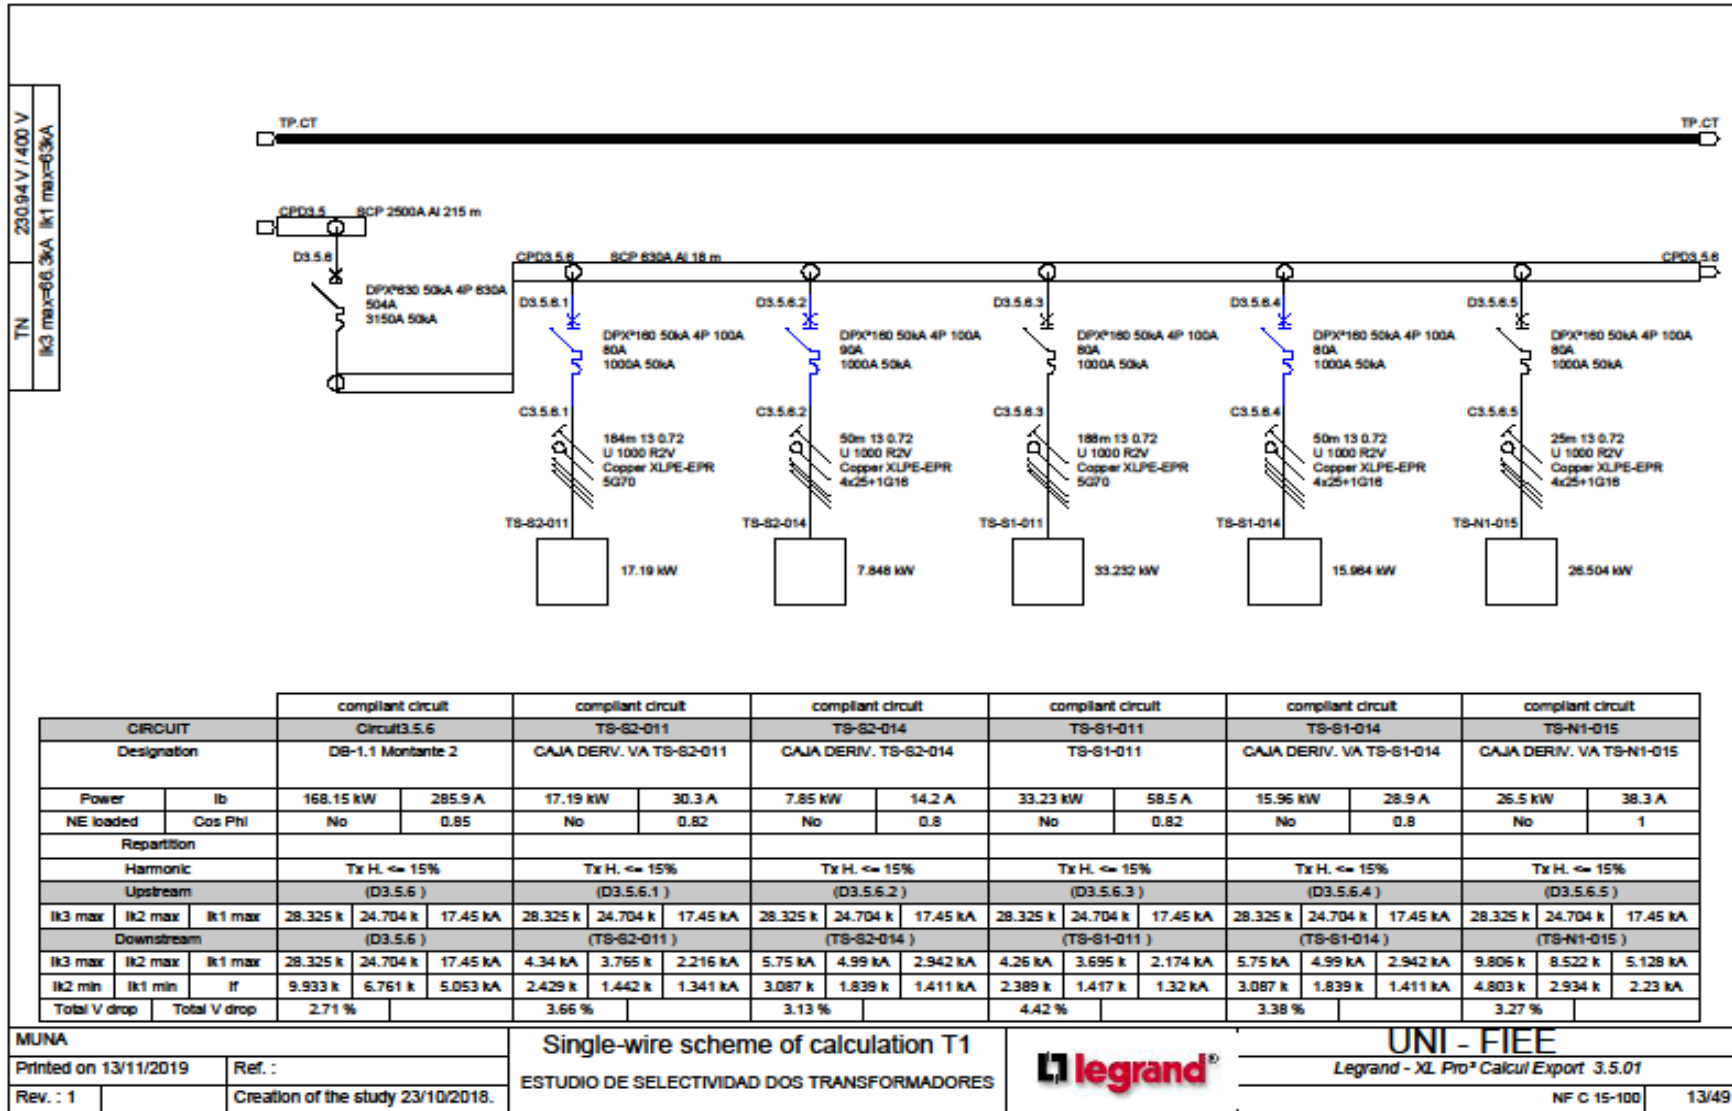 230.94 V / 400 V
TN
Ik3 max=66.3kA Ik1 max=63kA
TP.CT
TP.CT
CPD3.5 SCP 2500A Al 215 m
D3.5.6
DPX³630 50kA 4P 630A
504A
3150A 50kA
CPD3.5.6 SCP 630A Al 18 m
CPD3.5.6
D3.5.6.1
DPX³160 50kA 4P 100A
80A
1000A 50kA
D3.5.6.2
DPX³160 50kA 4P 100A
90A
1000A 50kA
D3.5.6.3
DPX³160 50kA 4P 100A
80A
1000A 50kA
D3.5.6.4
DPX³160 50kA 4P 100A
80A
1000A 50kA
D3.5.6.5
DPX³160 50kA 4P 100A
80A
1000A 50kA
C3.5.6.1
184m 13 0.72
U 1000 R2V
Copper XLPE-EPR
5G70
C3.5.6.2
50m 13 0.72
U 1000 R2V
Copper XLPE-EPR
4x25+1G16
C3.5.6.3
188m 13 0.72
U 1000 R2V
Copper XLPE-EPR
5G70
C3.5.6.4
50m 13 0.72
U 1000 R2V
Copper XLPE-EPR
4x25+1G16
C3.5.6.5
25m 13 0.72
U 1000 R2V
Copper XLPE-EPR
4x25+1G16
TS-S2-011
17.19 kW
TS-S2-014
7.848 kW
TS-S1-011
33.232 kW
TS-S1-014
15.964 kW
TS-N1-015
26.504 kW
compliant circuit compliant circuit compliant circuit compliant circuit compliant circuit compliant circuit
CIRCUIT Circuit3.5.6 TS-S2-011 TS-S2-014 TS-S1-011 TS-S1-014 TS-N1-015
Designation DB-1.1 Montante 2 CAJA DERIV. VA TS-S2-011 CAJA DERIV. TS-S2-014 TS-S1-011 CAJA DERIV. VA TS-S1-014 CAJA DERIV. VA TS-N1-015
Power Ib 168.15 kW 285.9 A 17.19 kW 30.3 A 7.85 kW 14.2 A 33.23 kW 58.5 A 15.96 kW 28.9 A 26.5 kW 38.3 A
NE loaded Cos Phi No 0.85 No 0.82 No 0.8 No 0.82 No 0.8 No 1
Repartition
Harmonic Tx H. <= 15% Tx H. <= 15% Tx H. <= 15% Tx H. <= 15% Tx H. <= 15% Tx H. <= 15%
Upstream (D3.5.6 ) (D3.5.6.1 ) (D3.5.6.2 ) (D3.5.6.3 ) (D3.5.6.4 ) (D3.5.6.5 )
Ik3 max Ik2 max Ik1 max 28.325 k 24.704 k 17.45 kA 28.325 k 24.704 k 17.45 kA 28.325 k 24.704 k 17.45 kA 28.325 k 24.704 k 17.45 kA 28.325 k 24.704 k 17.45 kA 28.325 k 24.704 k 17.45 kA
Downstream (D3.5.6 ) (TS-S2-011 ) (TS-S2-014 ) (TS-S1-011 ) (TS-S1-014 ) (TS-N1-015 )
Ik3 max Ik2 max Ik1 max 28.325 k 24.704 k 17.45 kA 4.34 kA 3.765 k 2.216 kA 5.75 kA 4.99 kA 2.942 kA 4.26 kA 3.695 k 2.174 kA 5.75 kA 4.99 kA 2.942 kA 9.806 k 8.522 k 5.128 kA
Ik2 min Ik1 min If 9.933 k 6.761 k 5.053 kA 2.429 k 1.442 k 1.341 kA 3.087 k 1.839 k 1.411 kA 2.389 k 1.417 k 1.32 kA 3.087 k 1.839 k 1.411 kA 4.803 k 2.934 k 2.23 kA
Total V drop Total V drop 2.71 % 3.66 % 3.13 % 4.42 % 3.38 % 3.27 %
MUNA
Printed on 13/11/2019 Ref. :
Rev. : 1 Creation of the study 23/10/2018.
Single-wire scheme of calculation T1
ESTUDIO DE SELECTIVIDAD DOS TRANSFORMADORES
legrand®
UNI - FIEE
Legrand - XL Pro³ Calcul Export 3.5.01
NF C 15-100 13/49